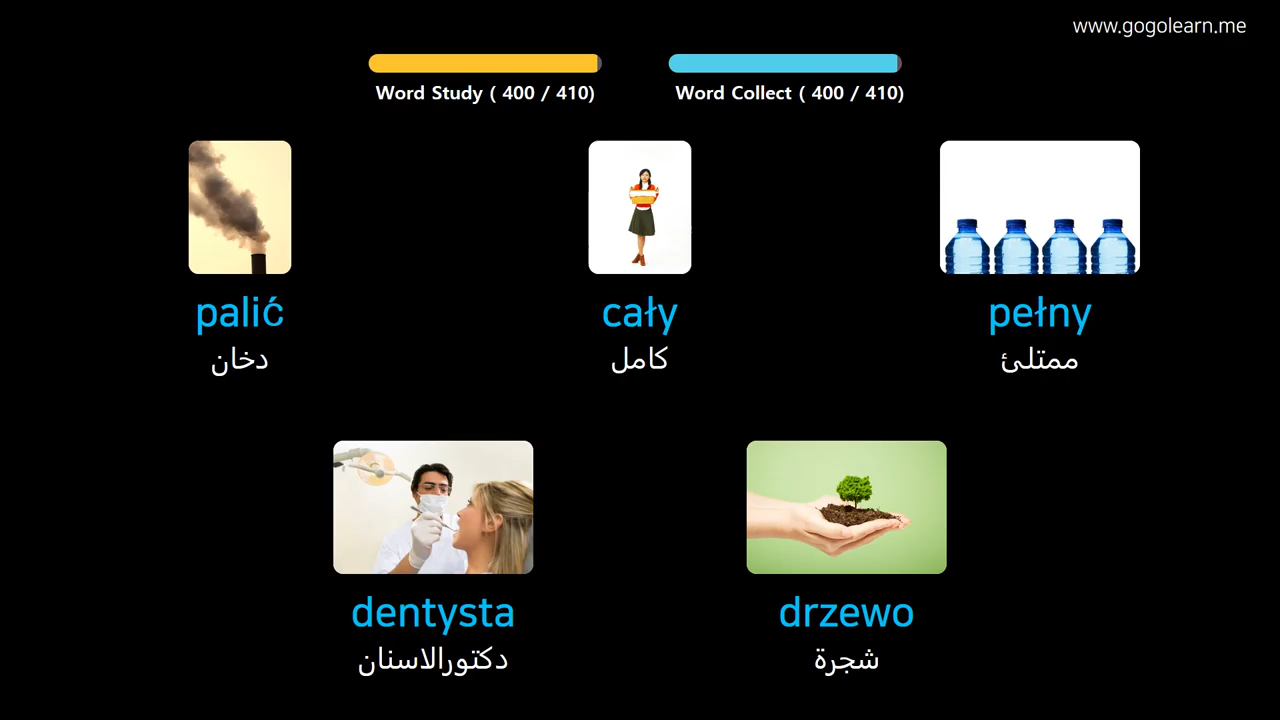 www.gogolearn.me
Word Study ( 400 / 410)
Word Collect ( 400 / 410)
palić
دخان
cały
كامل
pełny
ممتلئ
dentysta
دكتورالاسنان
drzewo
شجرة